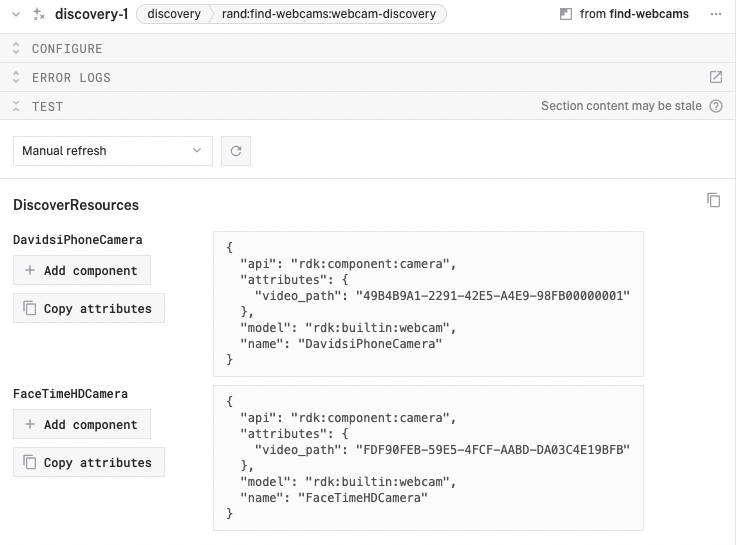 discovery-1 discovery rand:find-webcams:webcam-discovery from find-webcams ...
CONFIGURE
ERROR LOGS
TEST Section content may be stale ?
Manual refresh
DiscoverResources
DavidsiPhoneCamera
Add component
Copy attributes
{
"api": "rdk:component:camera",
"attributes": {
"video_path": "49B4B9A1-2291-42E5-A4E9-98FB00000001"
},
"model": "rdk:builtin:webcam",
"name": "DavidsiPhoneCamera"
}
FaceTimeHDCamera
Add component
Copy attributes
{
"api": "rdk:component:camera",
"attributes": {
"video_path": "FDF90FEB-59E5-4FCF-AABD-DA03C4E19BFB"
},
"model": "rdk:builtin:webcam",
"name": "FaceTimeHDCamera"
}